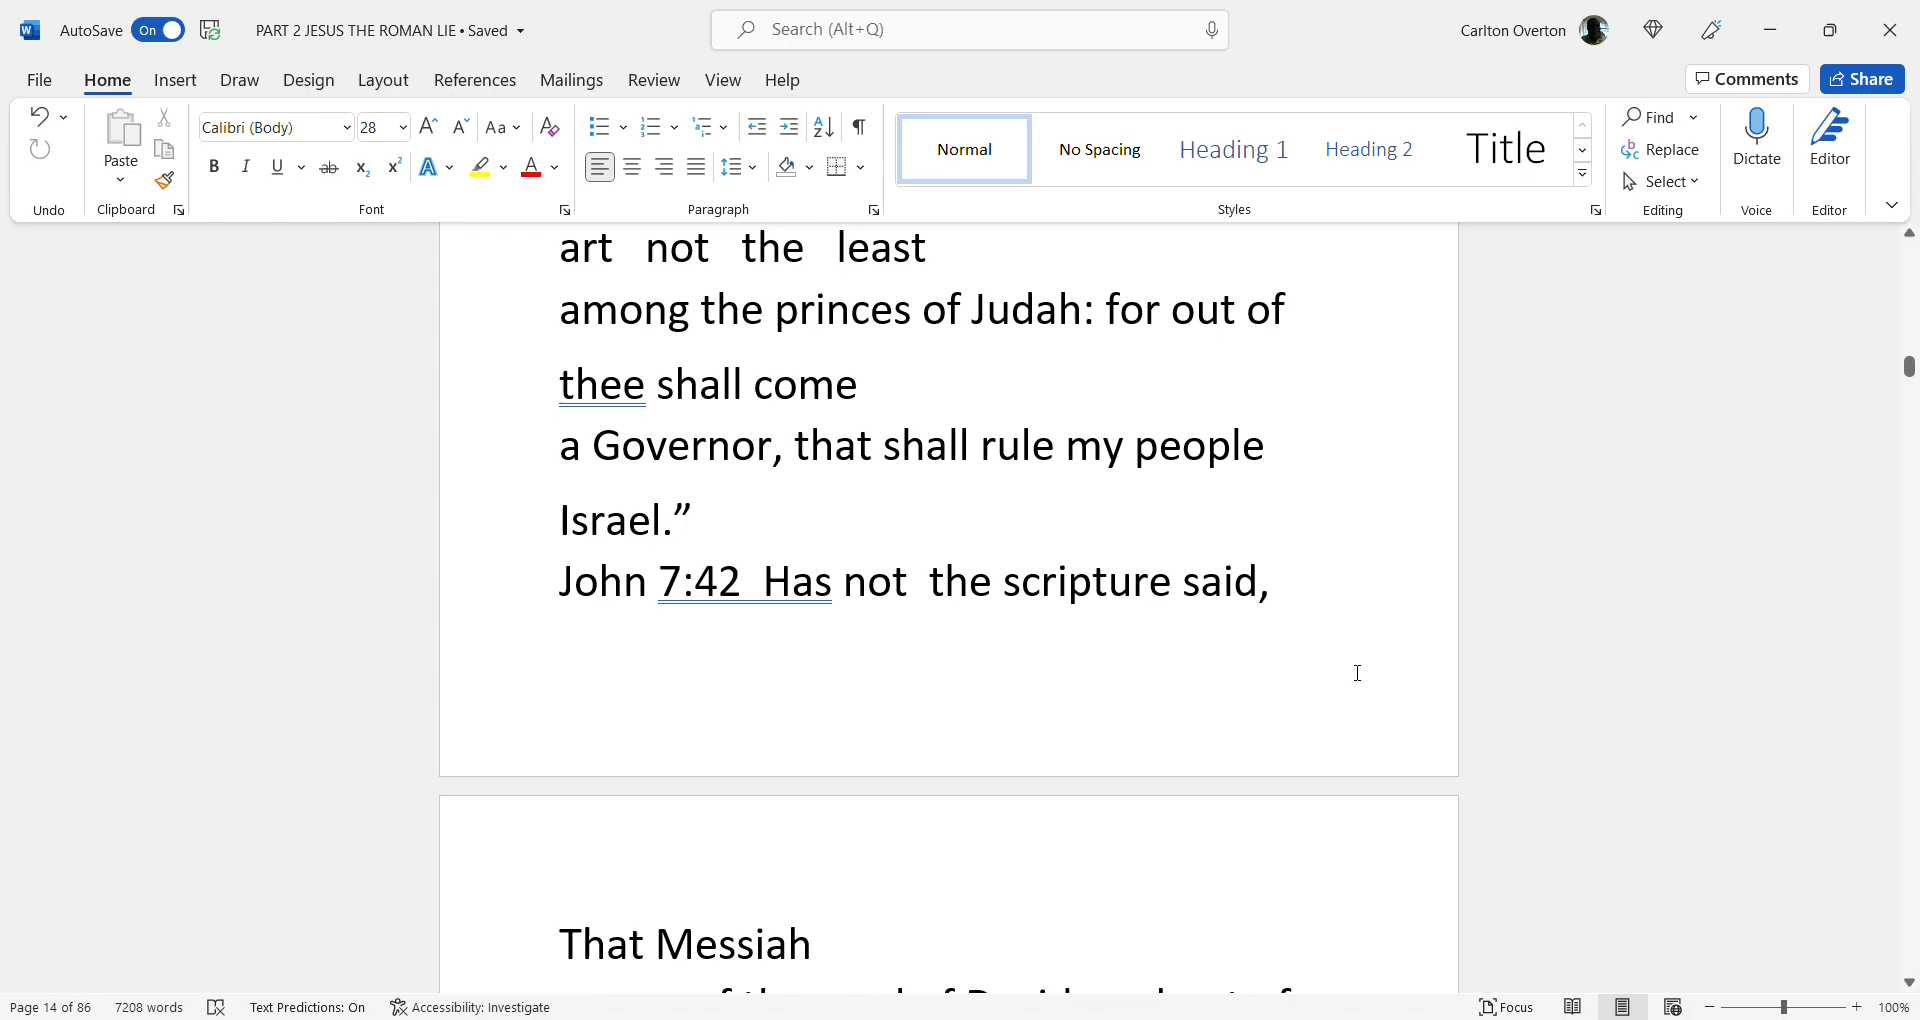 AutoSave On PART 2 JESUS THE ROMAN LIE • Saved Search (Alt+Q) Carlton Overton
File Home Insert Draw Design Layout References Mailings Review View Help Comments Share
Calibri (Body) 28 Aa Find
Paste B I U ab x₂ x² A A Normal No Spacing Heading 1 Heading 2 Title Replace Dictate Editor
Select
Undo Clipboard Font Paragraph Styles Editing Voice Editor
art not the least
among the princes of Judah: for out of
thee shall come
a Governor, that shall rule my people
Israel.”
John 7:42 Has not the scripture said,
That Messiah
Page 14 of 86 7208 words Text Predictions: On Accessibility: Investigate Focus 100%